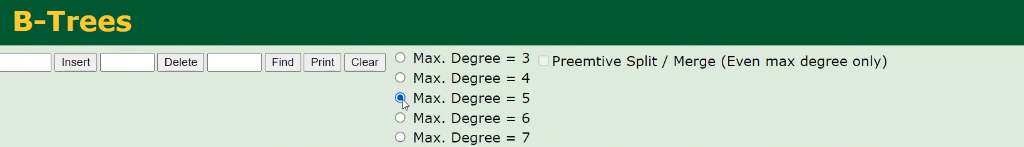 B-Trees
Insert Delete Find Print Clear
Max. Degree = 3
Max. Degree = 4
Max. Degree = 5
Max. Degree = 6
Max. Degree = 7
Preemtive Split / Merge (Even max degree only)